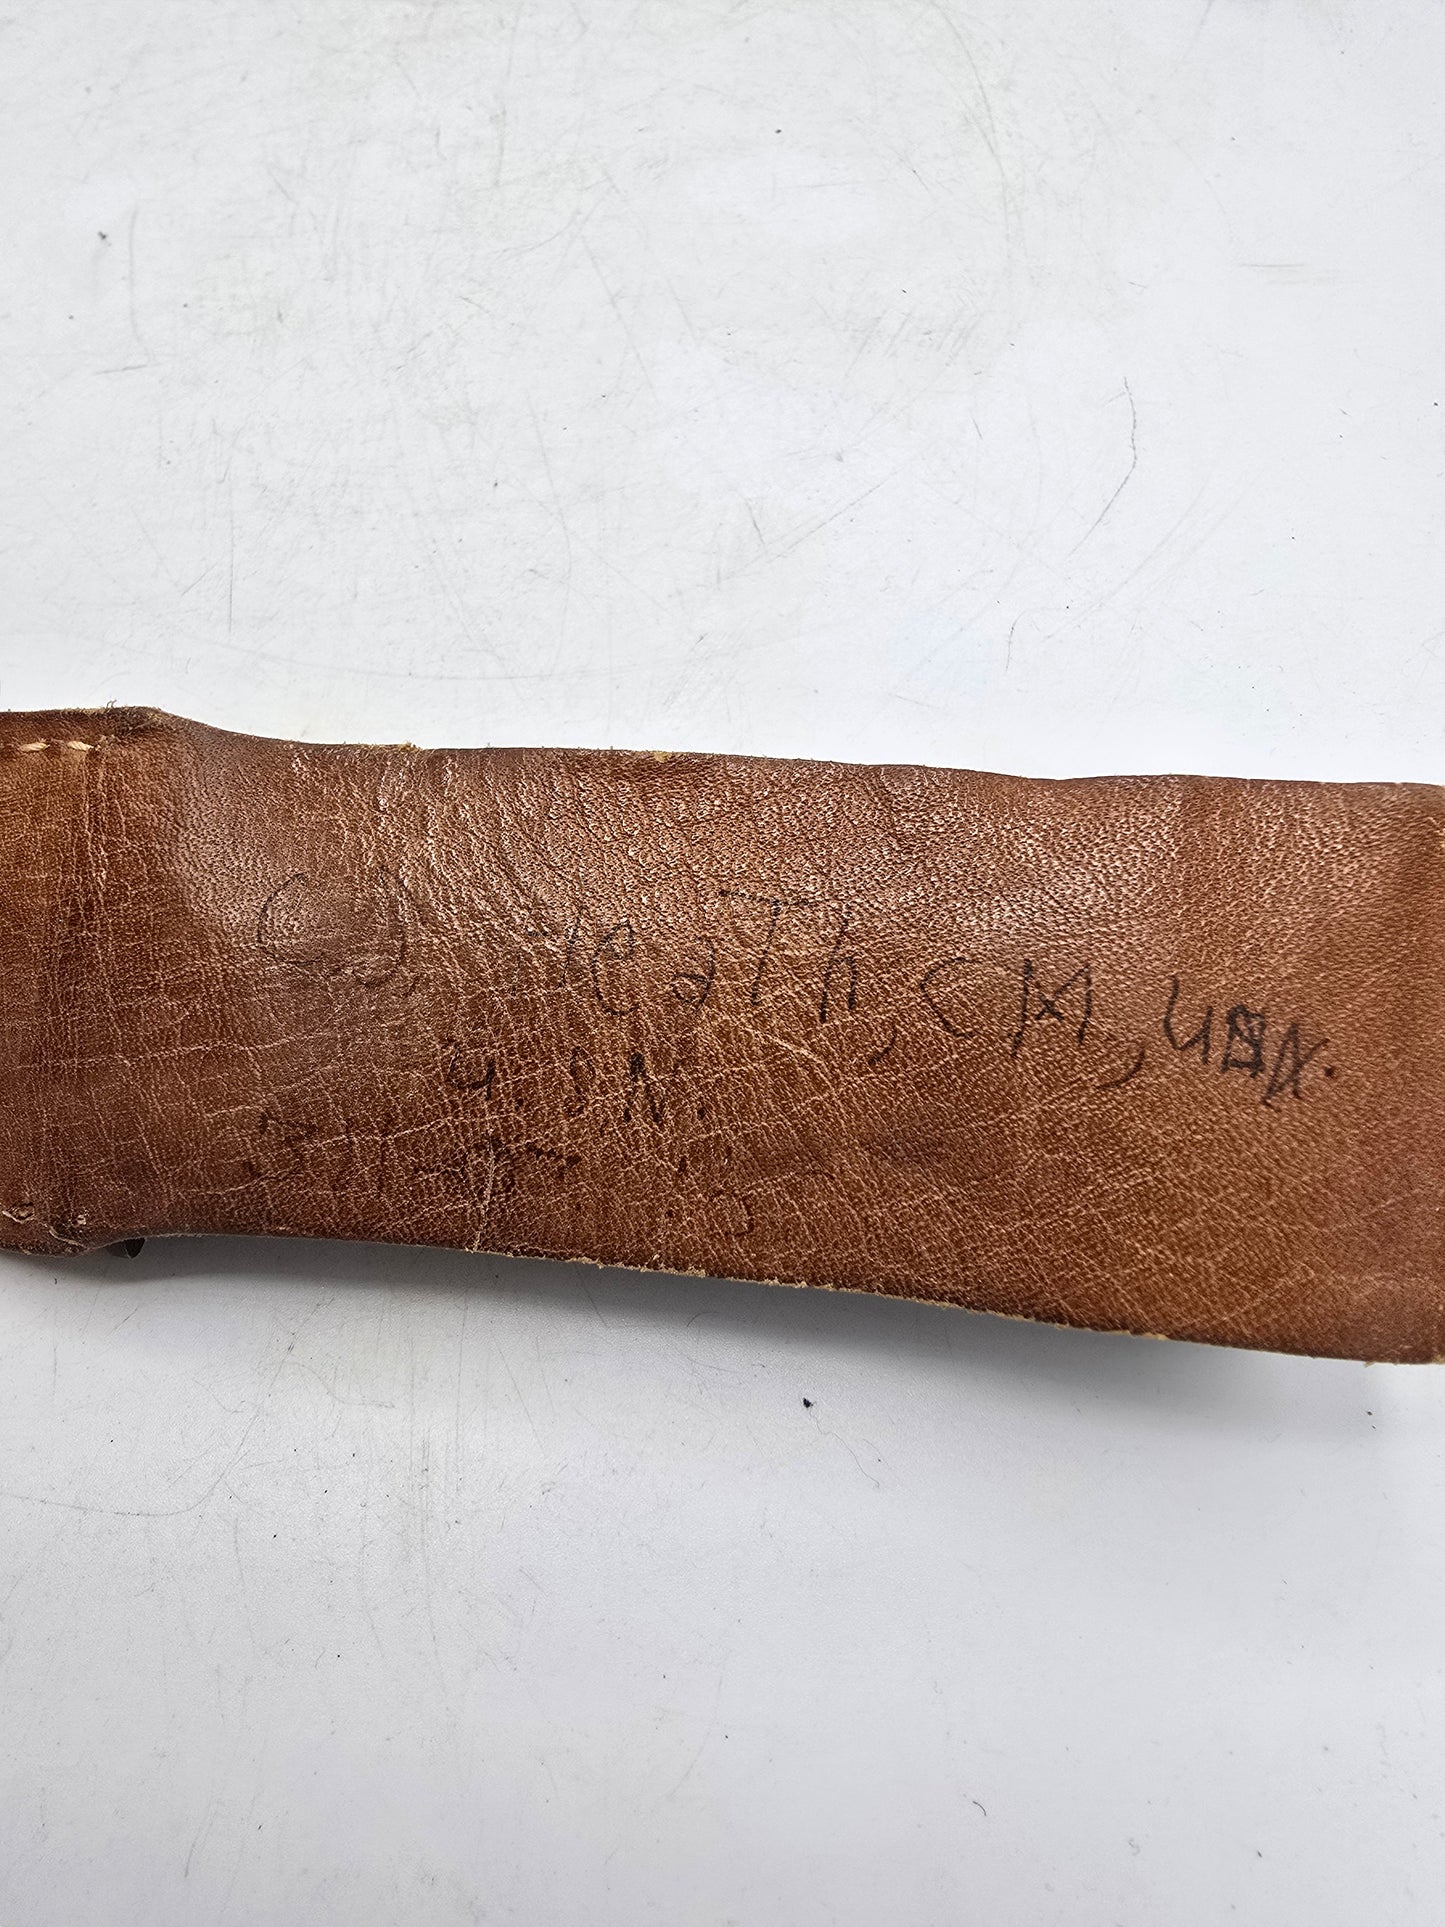 C.J. Heath, CM, USN.
U.S.N.